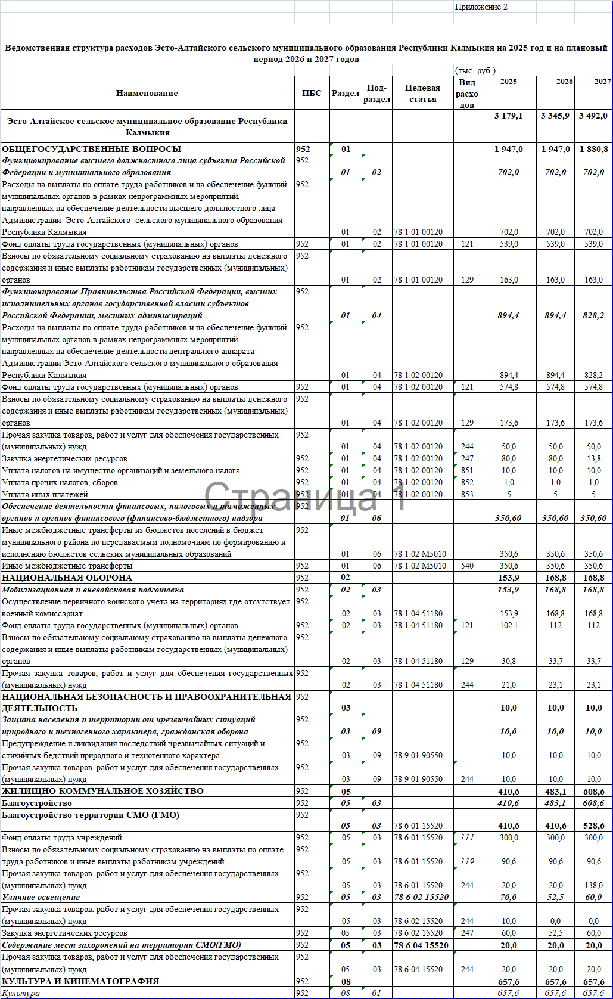 Приложение 2
Ведомственная структура расходов Эсто-Алтайского сельского муниципального образования Республики Калмыкия на 2025 год и на плановый
период 2026 и 2027 годов
(тыс. руб.)
Наименование ПБС Раздел Под-раздел Целевая статья Вид расхо дов 2025 2026 2027
Эсто-Алтайское сельское муниципальное образование Республики 3 179,1 3 345,9 3 492,0
Калмыкия
ОБЩЕГОСУДАРСТВЕННЫЕ ВОПРОСЫ 952 01 1 947,0 1 947,0 1 880,8
Функционирование высшего должностного лица субъекта Российской 952
Федерации и муниципального образования 01 02 702,0 702,0 702,0
Расходы на выплаты по оплате труда работников и на обеспечение функций 952
муниципальных органов в рамках непрограммных мероприятий,
направленных на обеспечение деятельности высшего должностного лица
Администрации Эсто-Алтайского сельского муниципального образования
Республики Калмыкия 01 02 78 1 01 00120 702,0 702,0 702,0
Фонд оплаты труда государственных (муниципальных) органов 952 01 02 78 1 01 00120 121 539,0 539,0 539,0
Взносы по обязательному социальному страхованию на выплаты денежного 952
содержания и иные выплаты работникам государственных (муниципальных)
органов 01 02 78 1 01 00120 129 163,0 163,0 163,0
Функционирование Правительства Российской Федерации, высших 952
исполнительных органов государственной власти субъектов
Российской Федерации, местных администраций 01 04 894,4 894,4 828,2
Расходы на выплаты по оплате труда работников и на обеспечение функций 952
муниципальных органов в рамках непрограммных мероприятий,
направленных на обеспечение деятельности центрального аппарата
Администрации Эсто-Алтайского сельского муниципального образования
Республики Калмыкия 01 04 78 1 02 00120 894,4 894,4 828,2
Фонд оплаты труда государственных (муниципальных) органов 952 01 04 78 1 02 00120 121 574,8 574,8 574,8
Взносы по обязательному социальному страхованию на выплаты денежного 952
содержания и иные выплаты работникам государственных (муниципальных)
органов 01 04 78 1 02 00120 129 173,6 173,6 173,6
Прочая закупка товаров, работ и услуг для обеспечения государственных 952
(муниципальных) нужд 01 04 78 1 02 00120 244 50,0 50,0 50,0
Закупка энергетических ресурсов 952 01 04 78 1 02 00120 247 80,0 80,0 13,8
Уплата налогов на имущество организаций и земельного налога 952 01 04 78 1 02 00120 851 10,0 10,0 10,0
Уплата прочих налогов, сборов 952 01 04 78 1 02 00120 852 1,0 1,0 1,0
Уплата иных платежей 952 01 04 78 1 02 00120 853 5 5 5
Страница 1
Обеспечение деятельности финансовых, налоговых и таможенных 952
органов и органов финансового (финансово-бюджетного) надзора 01 06 350,60 350,60 350,60
Иные межбюджетные трансферты из бюджетов поселений в бюджет 952
муниципального района по передаваемым полномочиям по формированию и
исполнению бюджетов сельских муниципальных образований 01 06 78 1 02 М5010 350,6 350,6 350,6
Иные межбюджетные трансферты 952 01 06 78 1 02 М5010 540 350,6 350,6 350,6
НАЦИОНАЛЬНАЯ ОБОРОНА 952 02 153,9 168,8 168,8
Мобилизационная и вневойсковая подготовка 952 02 03 153,9 168,8 168,8
Осуществление первичного воинского учета на территориях где отсутствует 952
военный комиссариат 02 03 78 1 04 51180 153,9 168,8 168,8
Фонд оплаты труда государственных (муниципальных) органов 952 02 03 78 1 04 51180 121 102,1 112 112
Взносы по обязательному социальному страхованию на выплаты денежного 952
содержания и иные выплаты работникам государственных (муниципальных)
органов 02 03 78 1 04 51180 129 30,8 33,7 33,7
Прочая закупка товаров, работ и услуг для обеспечения государственных 952
(муниципальных) нужд 02 03 78 1 04 51180 244 21,0 23,1 23,1
НАЦИОНАЛЬНАЯ БЕЗОПАСНОСТЬ И ПРАВООХРАНИТЕЛЬНАЯ 952
ДЕЯТЕЛЬНОСТЬ 03 10,0 10,0 10,0
Защита населения и территории от чрезвычайных ситуаций 952
природного и техногенного характера, гражданская оборона 03 09 10,0 10,0 10,0
Предупреждение и ликвидация последствий чрезвычайных ситуаций и 952
стихийных бедствий природного и техногенного характера 03 09 78 9 01 90550 10,0 10,0 10,0
Прочая закупка товаров, работ и услуг для обеспечения государственных 952
(муниципальных) нужд 03 09 78 9 01 90550 244 10,0 10,0 10,0
ЖИЛИЩНО-КОММУНАЛЬНОЕ ХОЗЯЙСТВО 952 05 410,6 483,1 608,6
Благоустройство 952 05 03 410,6 483,1 608,6
Благоустройство территории СМО (ГМО) 952
05 03 78 6 01 15520 410,6 410,6 528,6
Фонд оплаты труда учреждений 952 05 03 78 6 01 15520 111 300,0 300,0 300,0
Взносы по обязательному социальному страхованию на выплаты по оплате 952
труда работников и иные выплаты работникам учреждений 05 03 78 6 01 15520 119 90,6 90,6 90,6
Прочая закупка товаров, работ и услуг для обеспечения государственных 952
(муниципальных) нужд 05 03 78 6 01 15520 244 20,0 20,0 138,0
Уличное освещение 952 05 03 78 6 02 15520 70,0 52,5 60,0
Прочая закупка товаров, работ и услуг для обеспечения государственных 952
(муниципальных) нужд 05 03 78 6 02 15520 244 10,0 0,0 0,0
Закупка энергетических ресурсов 952 05 03 78 6 02 15520 247 60,0 52,5 60,0
Содержание мест захоронений на территории СМО(ГМО) 952 05 03 78 6 04 15520 20,0 20,0 20,0
Прочая закупка товаров, работ и услуг для обеспечения государственных 952
(муниципальных) нужд 05 03 78 6 04 15520 244 20,0 20,0 20,0
КУЛЬТУРА И КИНЕМАТОГРАФИЯ 952 08 657,6 657,6 657,6
Культура 952 08 01 657,6 657,6 657,6